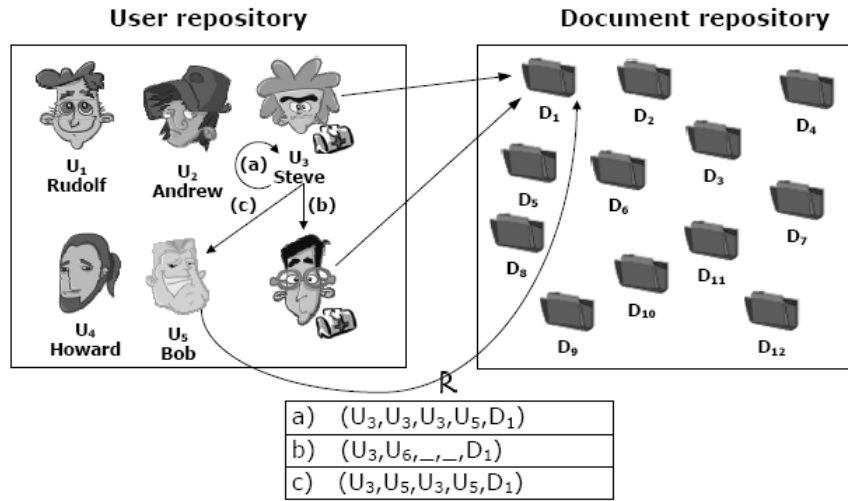 User repository
Document repository
U1
Rudolf
U2
Andrew
U3
Steve
(a)
(b)
(c)
U4
Howard
U5
Bob
D1
D2
D4
D3
D5
D6
D7
D8
D11
D10
D9
D12
R
a) (U3,U3,U3,U5,D1)
b) (U3,U6,_,_,D1)
c) (U3,U5,U3,U5,D1)